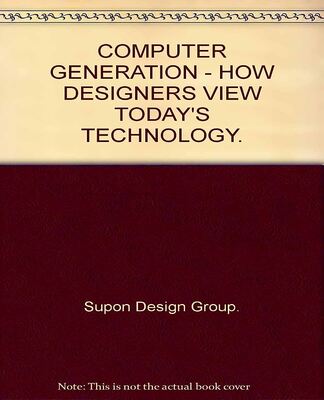 COMPUTER
GENERATION - HOW
DESIGNERS VIEW
TODAY'S
TECHNOLOGY.
Supon Design Group.
Note: This is not the actual book cover